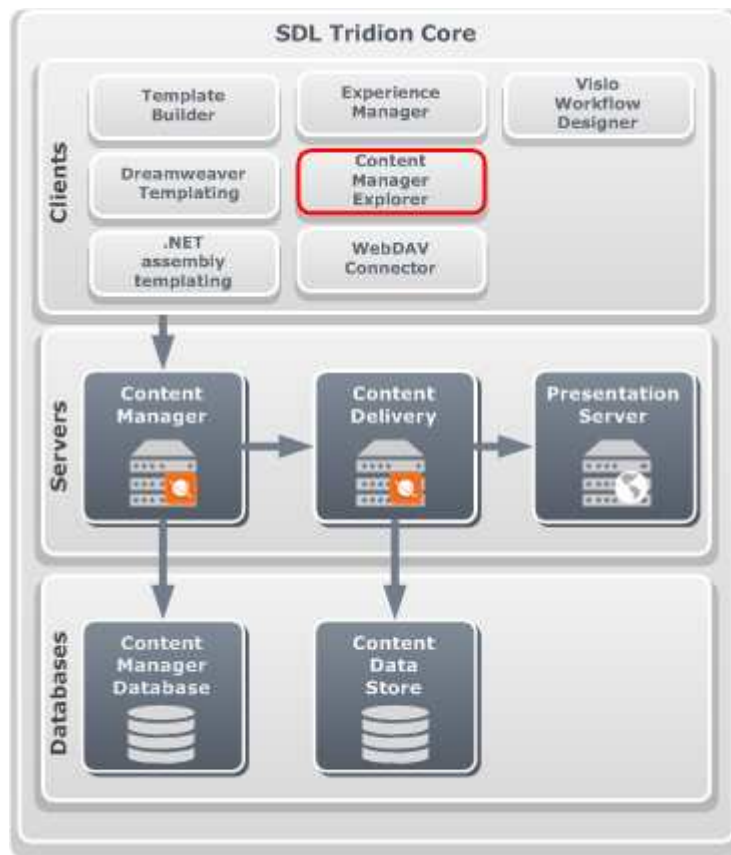 SDL Tridion Core
Clients
Template
Builder
Experience
Manager
Visio
Workflow
Designer
Dreamweaver
Templating
Content
Manager
Explorer
.NET
assembly
templating
WebDAV
Connector
Servers
Content
Manager
Content
Delivery
Presentation
Server
Databases
Content
Manager
Database
Content
Data
Store